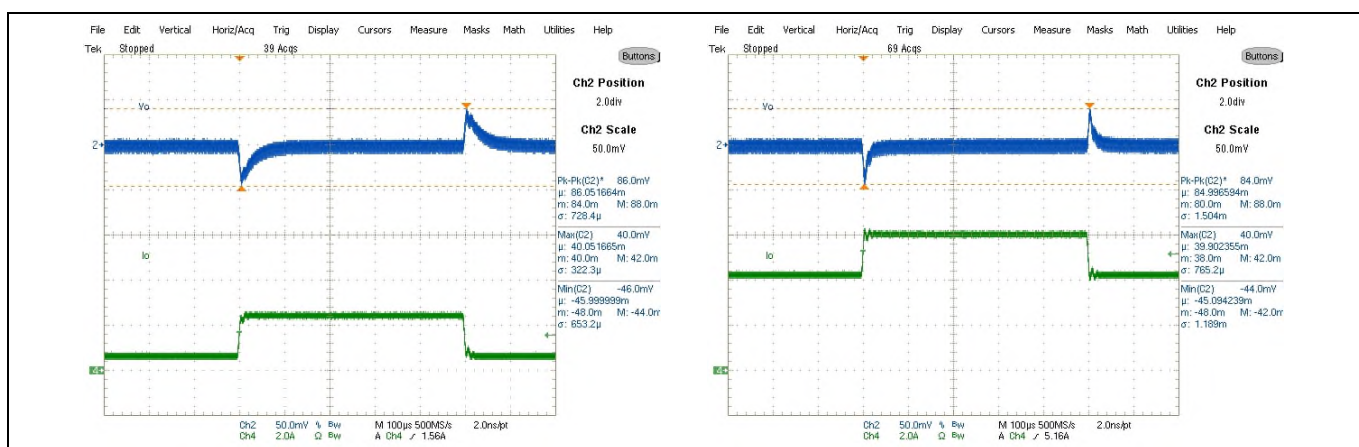 File Edit Vertical Horiz/Acq Trig Display Cursors Measure Masks Math Utilities Help
Tek Stopped 39 Acqs
Buttons
Ch2 Position
2.0div
Ch2 Scale
50.0mV
Vo
2
Pk-Pk(C2)* 86.0mV
μ: 86.051664m
m: 84.0m M: 88.0m
σ: 728.4μ
Max(C2) 40.0mV
μ: 40.051665m
m: 40.0m M: 42.0m
σ: 322.3μ
Io
Min(C2) -46.0mV
μ: -45.999999m
m: -48.0m M: -44.0m
σ: 653.2μ
4
Ch2 50.0mV % Bw M 100μs 500MS/s 2.0ns/pt
Ch4 2.0A Ω Bw A Ch4 ∕ 1.56A
File Edit Vertical Horiz/Acq Trig Display Cursors Measure Masks Math Utilities Help
Tek Stopped 69 Acqs
Buttons
Ch2 Position
2.0div
Ch2 Scale
50.0mV
Vo
2
Pk-Pk(C2)* 84.0mV
μ: 84.996594m
m: 80.0m M: 88.0m
σ: 1.504m
Max(C2) 40.0mV
μ: 39.902355m
m: 38.0m M: 42.0m
σ: 765.2μ
Io
Min(C2) -44.0mV
μ: -45.094239m
m: -48.0m M: -42.0m
σ: 1.189m
4
Ch2 50.0mV % Bw M 100μs 500MS/s 2.0ns/pt
Ch4 2.0A Ω Bw A Ch4 ∕ 5.16A